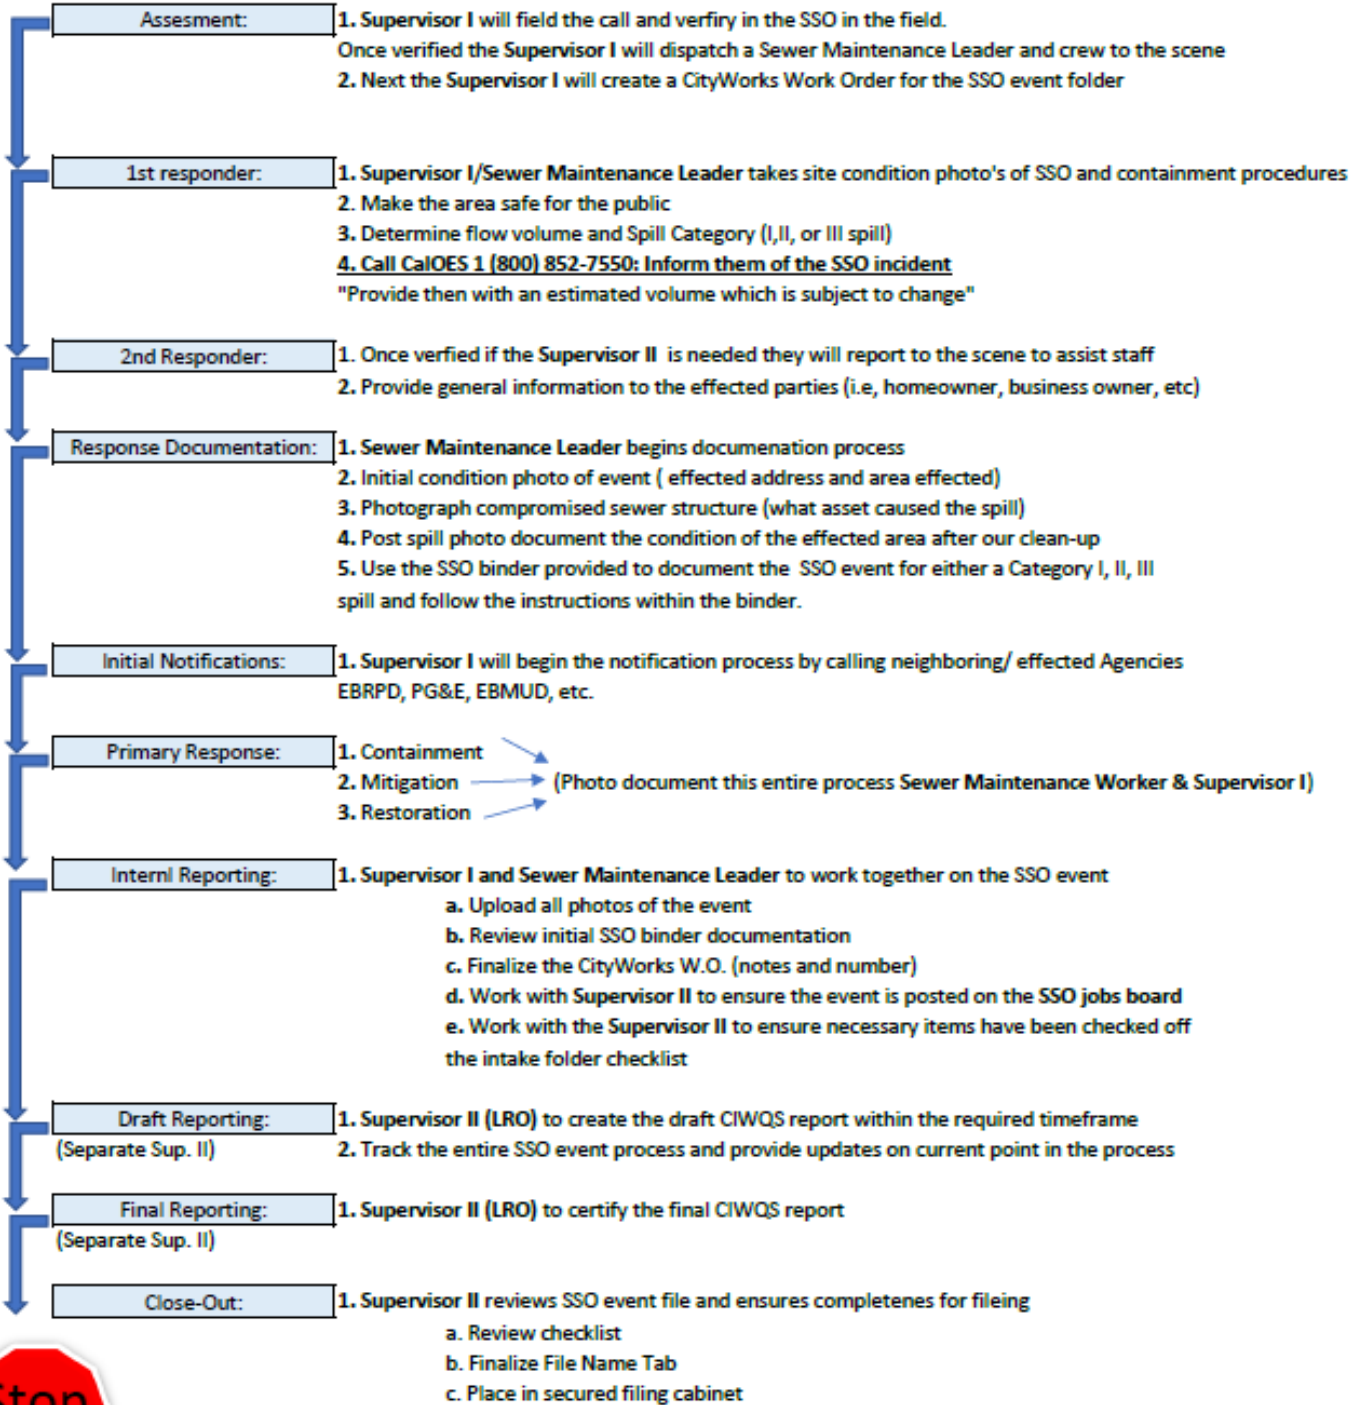 Assesment: 1. Supervisor I will field the call and verfiry in the SSO in the field.
Once verified the Supervisor I will dispatch a Sewer Maintenance Leader and crew to the scene
2. Next the Supervisor I will create a CityWorks Work Order for the SSO event folder
1st responder: 1. Supervisor I/Sewer Maintenance Leader takes site condition photo's of SSO and containment procedures
2. Make the area safe for the public
3. Determine flow volume and Spill Category (I,II, or III spill)
4. Call CalOES 1 (800) 852-7550: Inform them of the SSO incident
"Provide then with an estimated volume which is subject to change"
2nd Responder: 1. Once verfied if the Supervisor II is needed they will report to the scene to assist staff
2. Provide general information to the effected parties (i.e, homeowner, business owner, etc)
Response Documentation: 1. Sewer Maintenance Leader begins documenation process
2. Initial condition photo of event ( effected address and area effected)
3. Photograph compromised sewer structure (what asset caused the spill)
4. Post spill photo document the condition of the effected area after our clean-up
5. Use the SSO binder provided to document the SSO event for either a Category I, II, III
spill and follow the instructions within the binder.
Initial Notifications: 1. Supervisor I will begin the notification process by calling neighboring/ effected Agencies
EBRPD, PG&E, EBMUD, etc.
Primary Response: 1. Containment
2. Mitigation (Photo document this entire process Sewer Maintenance Worker & Supervisor I)
3. Restoration
Internl Reporting: 1. Supervisor I and Sewer Maintenance Leader to work together on the SSO event
a. Upload all photos of the event
b. Review initial SSO binder documentation
c. Finalize the CityWorks W.O. (notes and number)
d. Work with Supervisor II to ensure the event is posted on the SSO jobs board
e. Work with the Supervisor II to ensure necessary items have been checked off
the intake folder checklist
Draft Reporting: 1. Supervisor II (LRO) to create the draft CIWQS report within the required timeframe
(Separate Sup. II) 2. Track the entire SSO event process and provide updates on current point in the process
Final Reporting: 1. Supervisor II (LRO) to certify the final CIWQS report
(Separate Sup. II)
Close-Out: 1. Supervisor II reviews SSO event file and ensures completenes for fileing
a. Review checklist
b. Finalize File Name Tab
c. Place in secured filing cabinet
Stop